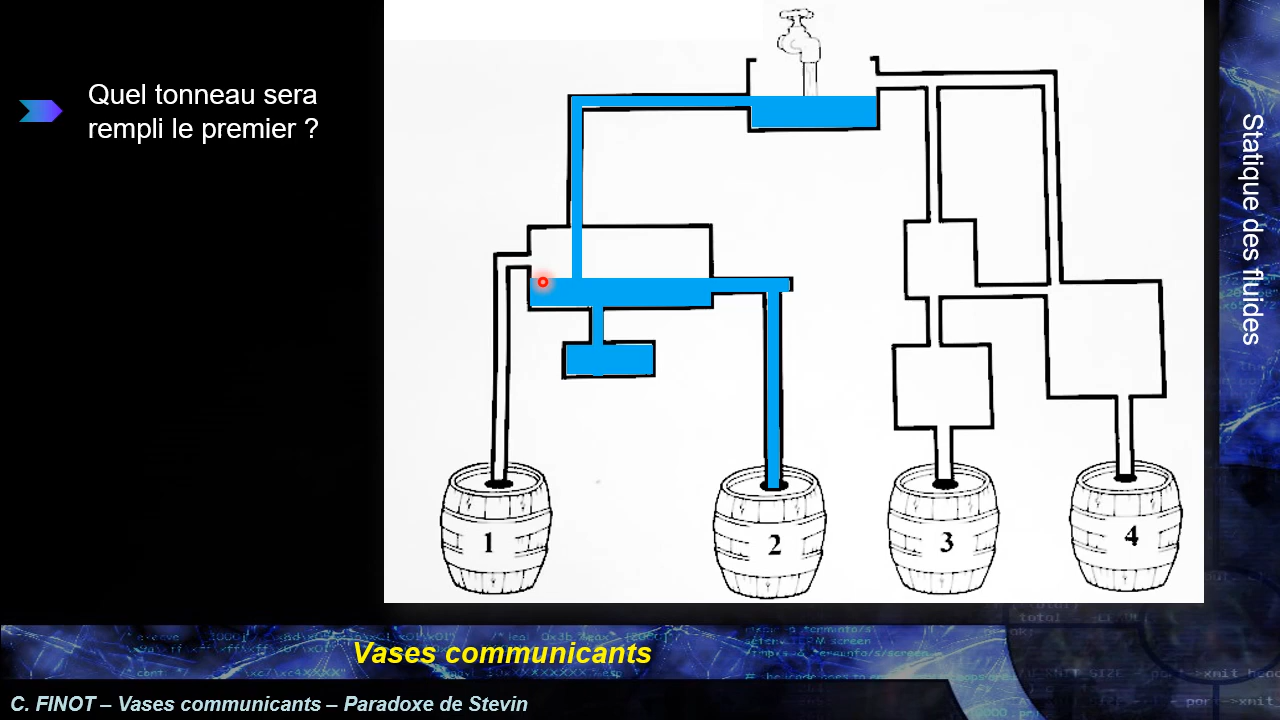 Quel tonneau sera
rempli le premier ?
1
2
3
4
Statique des fluides
Vases communicants
C. FINOT – Vases communicants – Paradoxe de Stevin